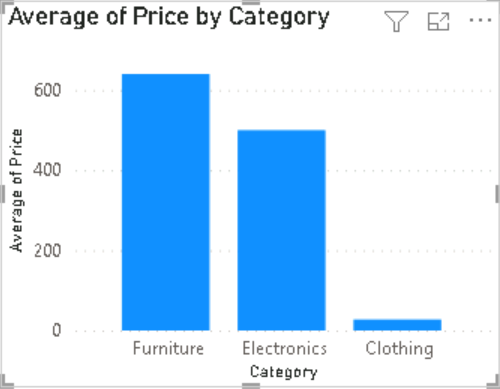 Average of Price by Category
Average of Price
600
400
200
0
Furniture Electronics Clothing
Category